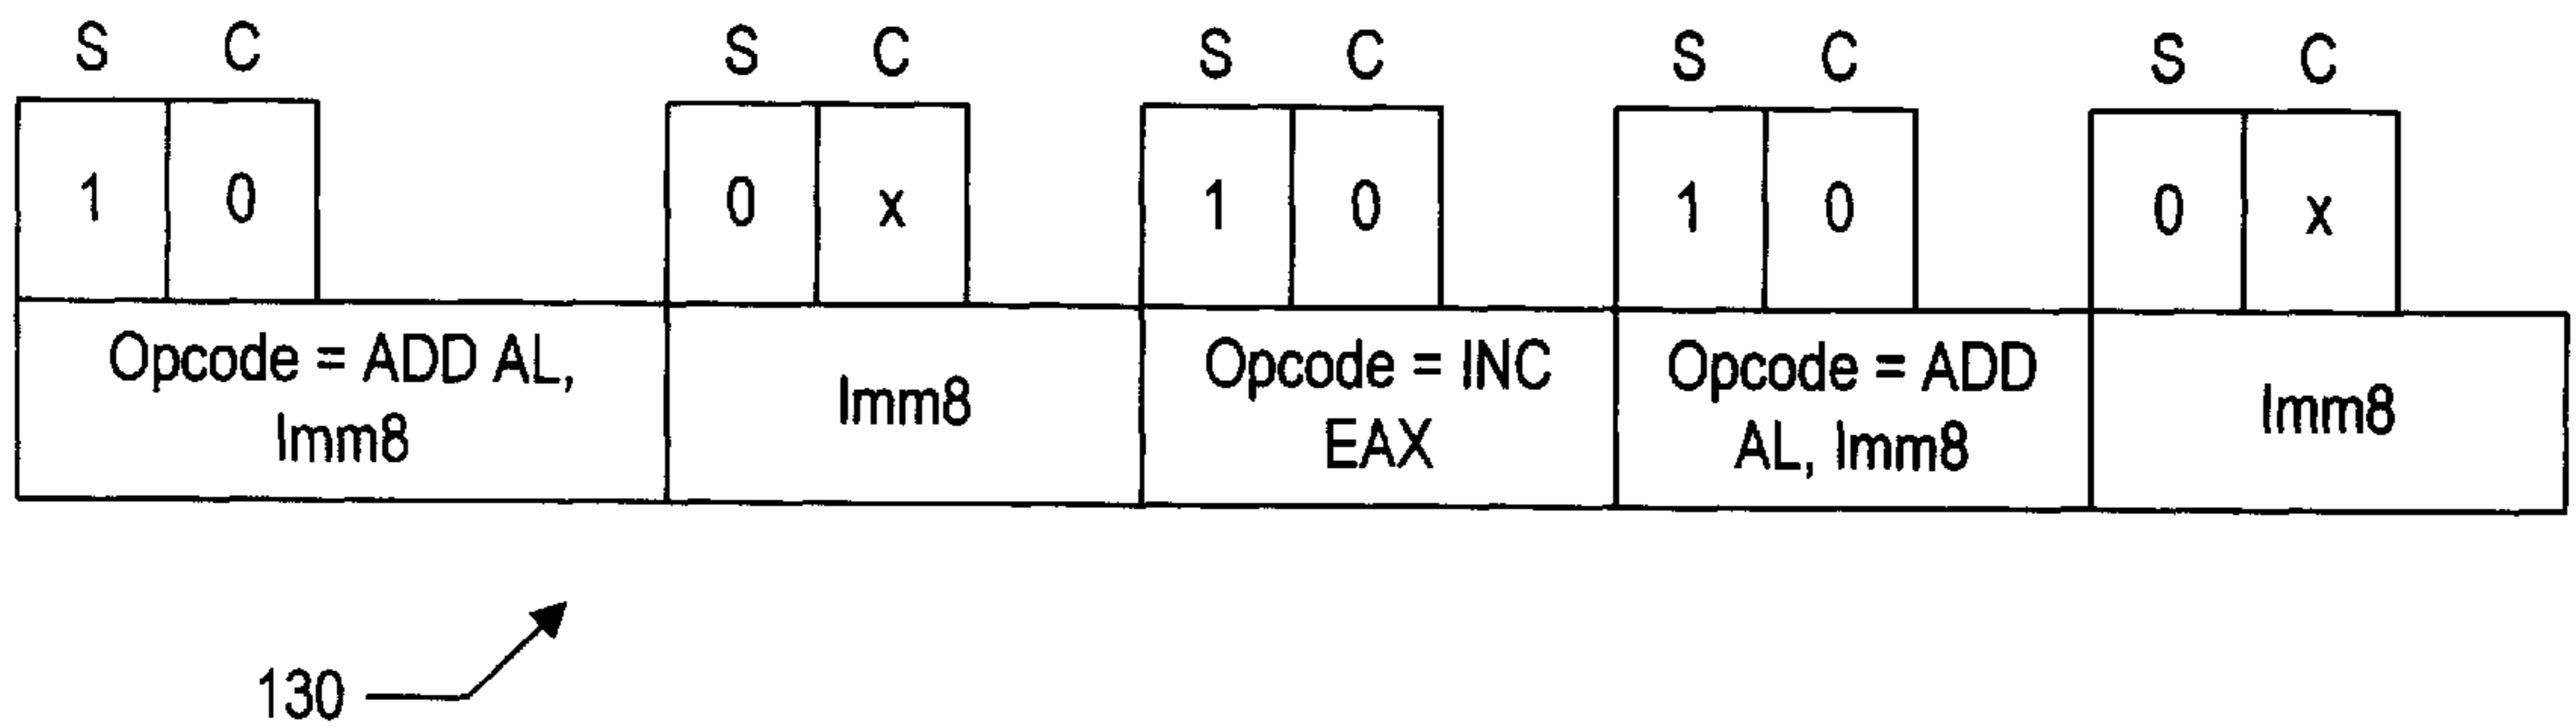 S C S C S C S C S C
1 0 0 x 1 0 1 0 0 x
Opcode = ADD AL,
Imm8
Imm8
Opcode = INC
EAX
Opcode = ADD
AL, Imm8
Imm8
130